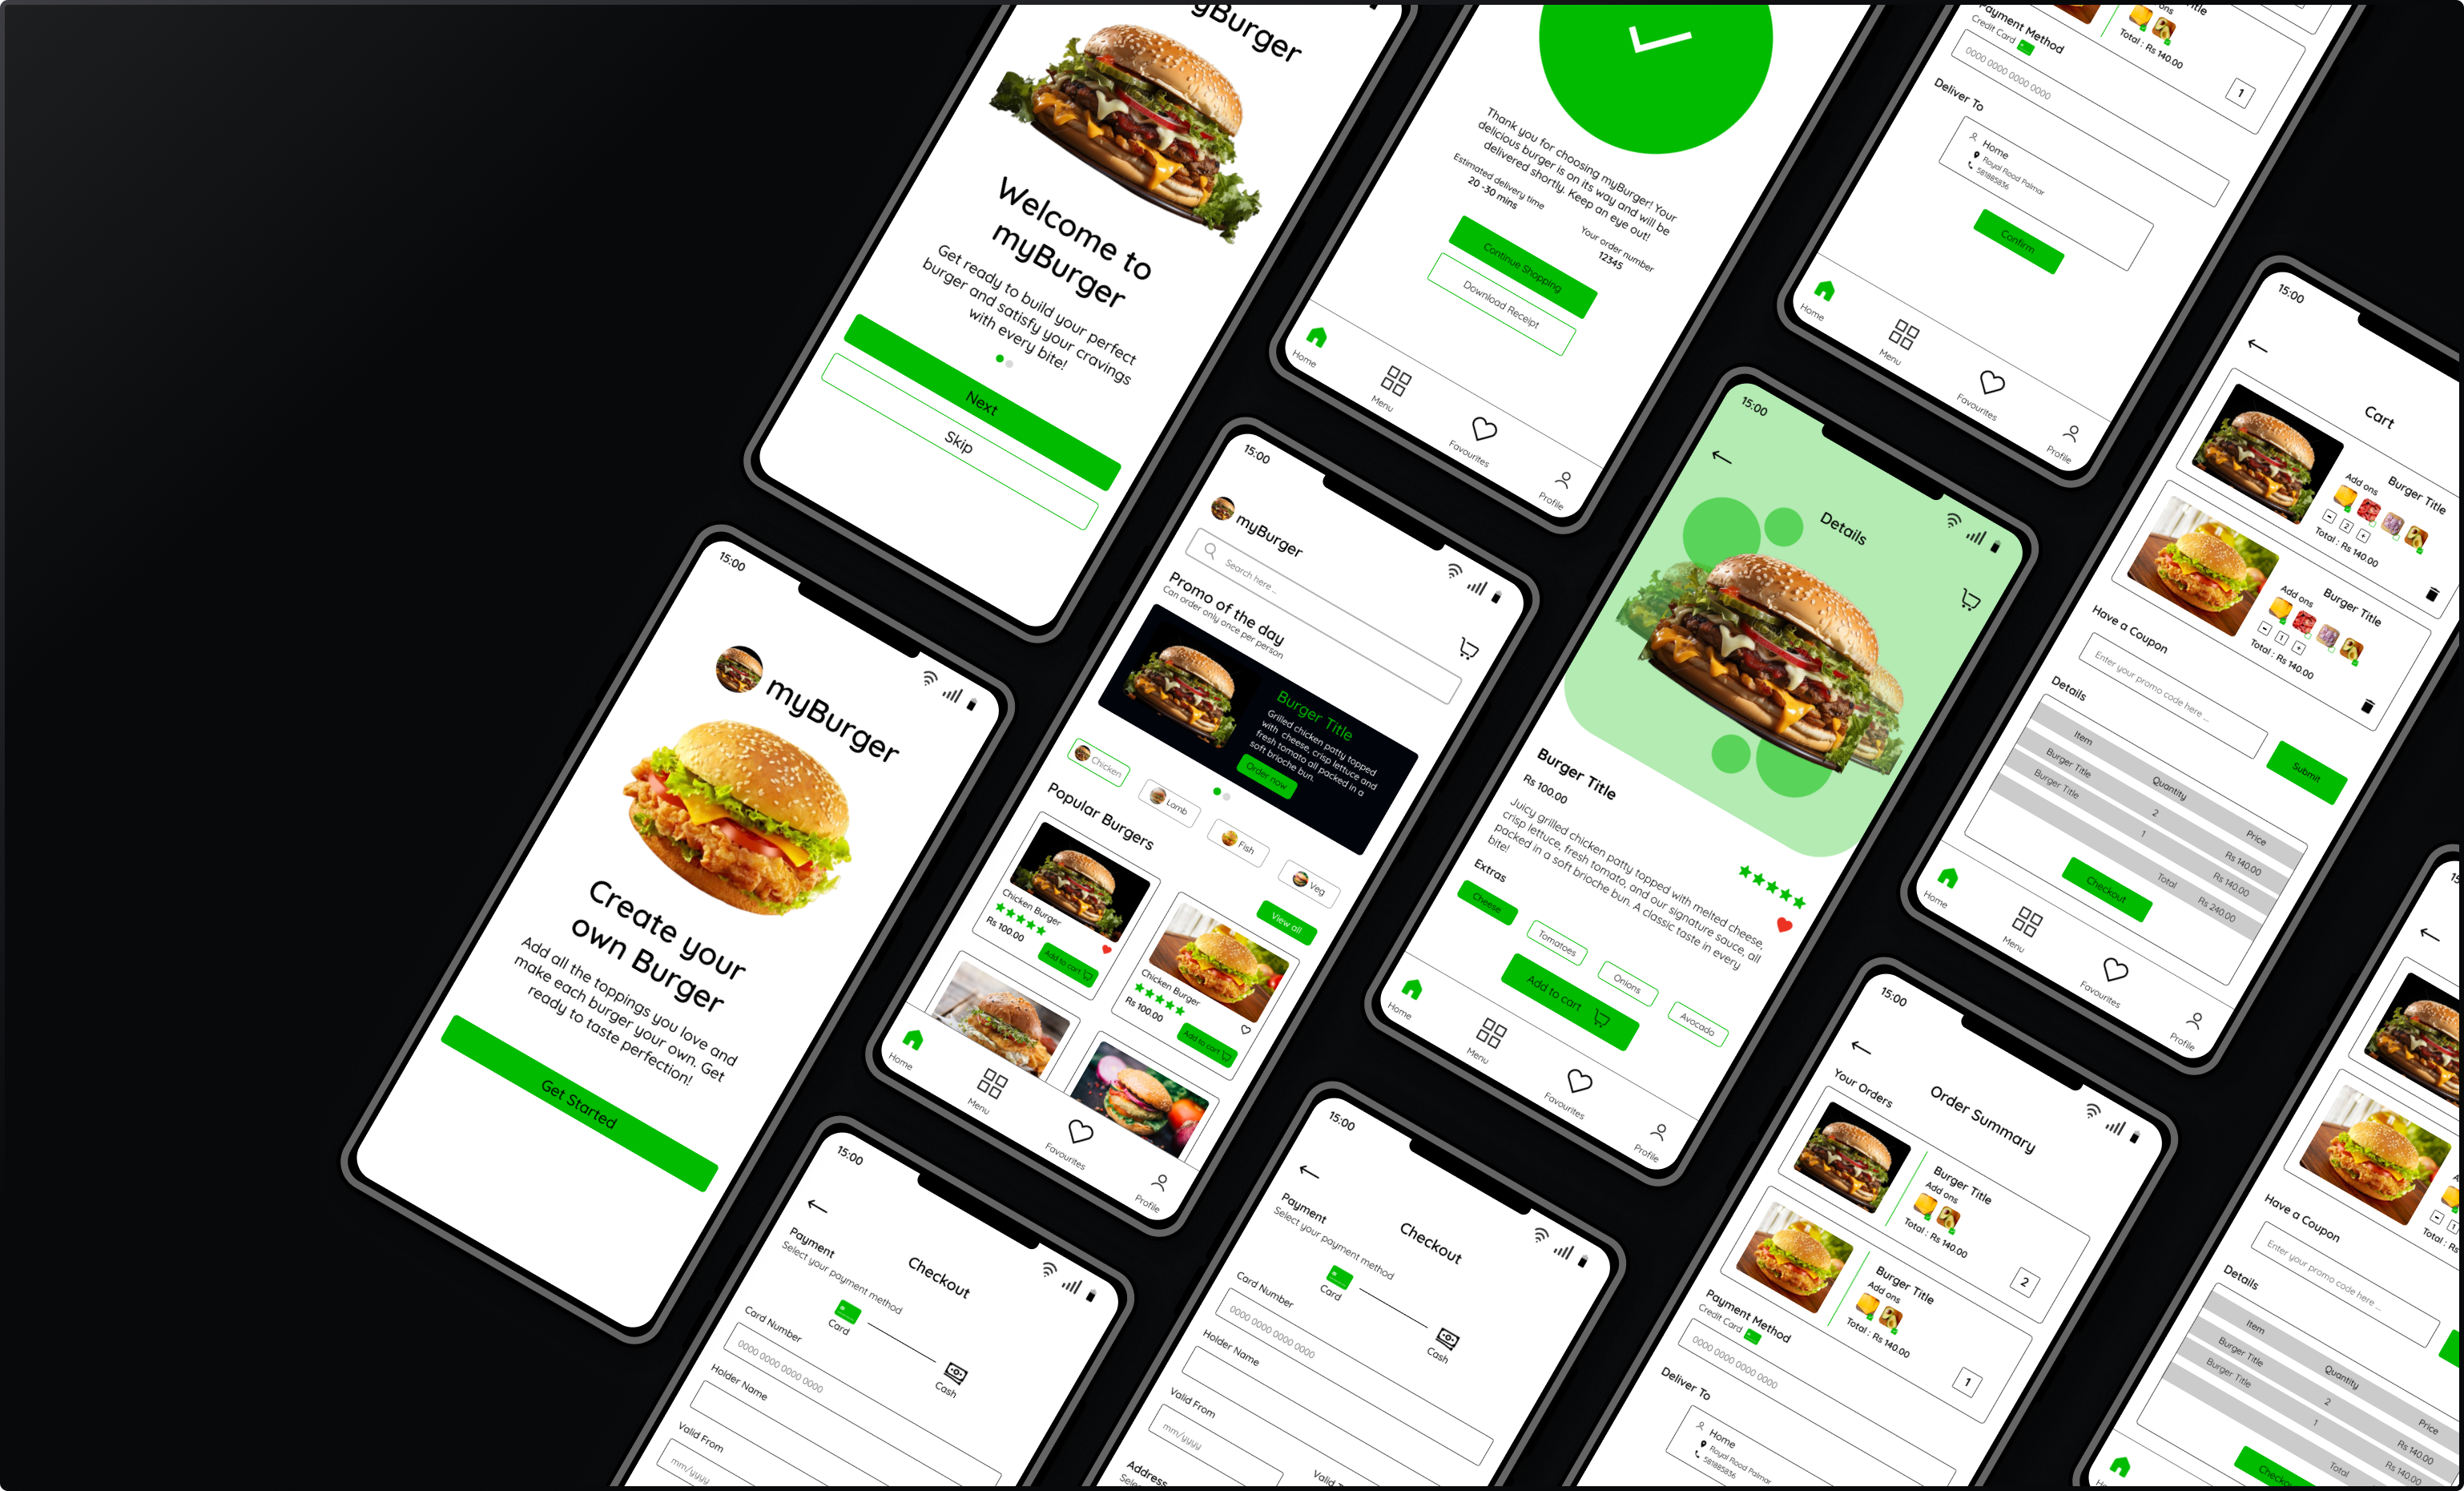 myBurger
Welcome to
myBurger
Get ready to build your perfect
burger and satisfy your cravings
with every bite!
Next
Skip
Thank you for choosing myBurger! Your
delicious burger is on its way and will be
delivered shortly. Keep an eye out!
Estimated delivery time
20 -30 mins
Your order number
12345
Continue Shopping
Download Receipt
Home
Menu
Favourites
Profile
Title
Total : Rs 140.00
1
Payment Method
Credit Card
0000 0000 0000 0000
Deliver To
Home
Royal Road Palmar
581885836
Confirm
Home
Menu
Favourites
Profile
15:00
Cart
Burger Title
Add ons
- 2 +
Total : Rs 140.00
Burger Title
Add ons
- 1 +
Total : Rs 140.00
Have a Coupon
Enter your promo code here ...
Submit
Details
Item
Quantity
Price
Burger Title
2
Rs 140.00
Burger Title
1
Rs 140.00
Total
Rs 240.00
Checkout
Home
Menu
Favourites
Profile
15:00
myBurger
Create your
own Burger
Add all the toppings you love and
make each burger your own. Get
ready to taste perfection!
Get Started
15:00
myBurger
Search here ...
Promo of the day
Can order only once per person
Burger Title
Grilled chicken patty topped
with cheese, crisp lettuce and
fresh tomato all packed in a
soft brioche bun.
Order now
Chicken
Lamb
Fish
Veg
Popular Burgers
View all
Chicken Burger
Rs 100.00
Add to cart
Chicken Burger
Rs 100.00
Add to cart
Home
Menu
Favourites
Profile
15:00
Details
Burger Title
Rs 100.00
Juicy grilled chicken patty topped with melted cheese,
crisp lettuce, fresh tomato, and our signature sauce, all
packed in a soft brioche bun. A classic taste in every
bite!
Extras
Cheese
Tomatoes
Onions
Avocado
Add to cart
Home
Menu
Favourites
Profile
15:00
Checkout
Payment
Select your payment method
Card
Cash
Card Number
0000 0000 0000 0000
Holder Name
Valid From
mm/yyyy
15:00
Checkout
Payment
Select your payment method
Card
Cash
Card Number
0000 0000 0000 0000
Holder Name
Valid From
mm/yyyy
Address
15:00
Order Summary
Your Orders
Burger Title
Add ons
Total : Rs 140.00
2
Burger Title
Add ons
Total : Rs 140.00
1
Payment Method
Credit Card
0000 0000 0000 0000
Deliver To
Home
Royal Road Palmar
581885836
Have a Coupon
Enter your promo code here ...
Details
Item
Quantity
Price
Burger Title
2
Rs 140.00
Burger Title
1
Rs 140.00
Total